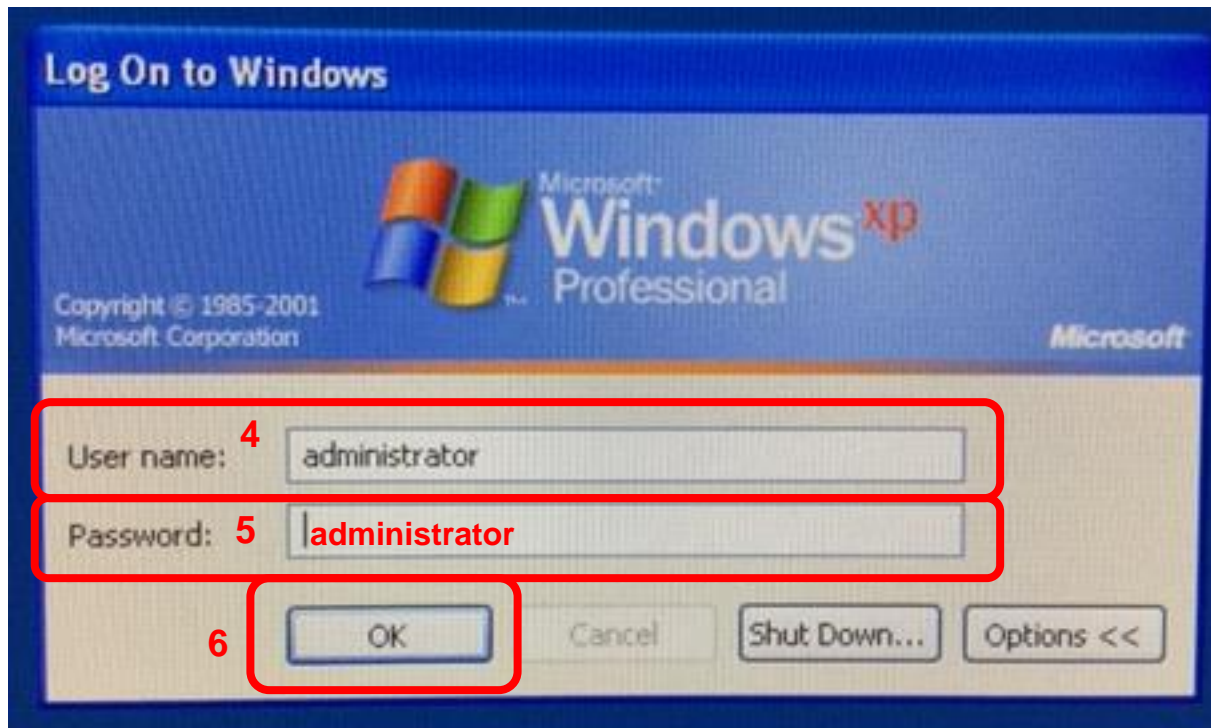 Log On to Windows
Microsoft
Windows xp
Professional
Copyright © 1985-2001
Microsoft Corporation
Microsoft
4
User name: administrator
5
Password: administrator
6
OK Cancel Shut Down... Options <<